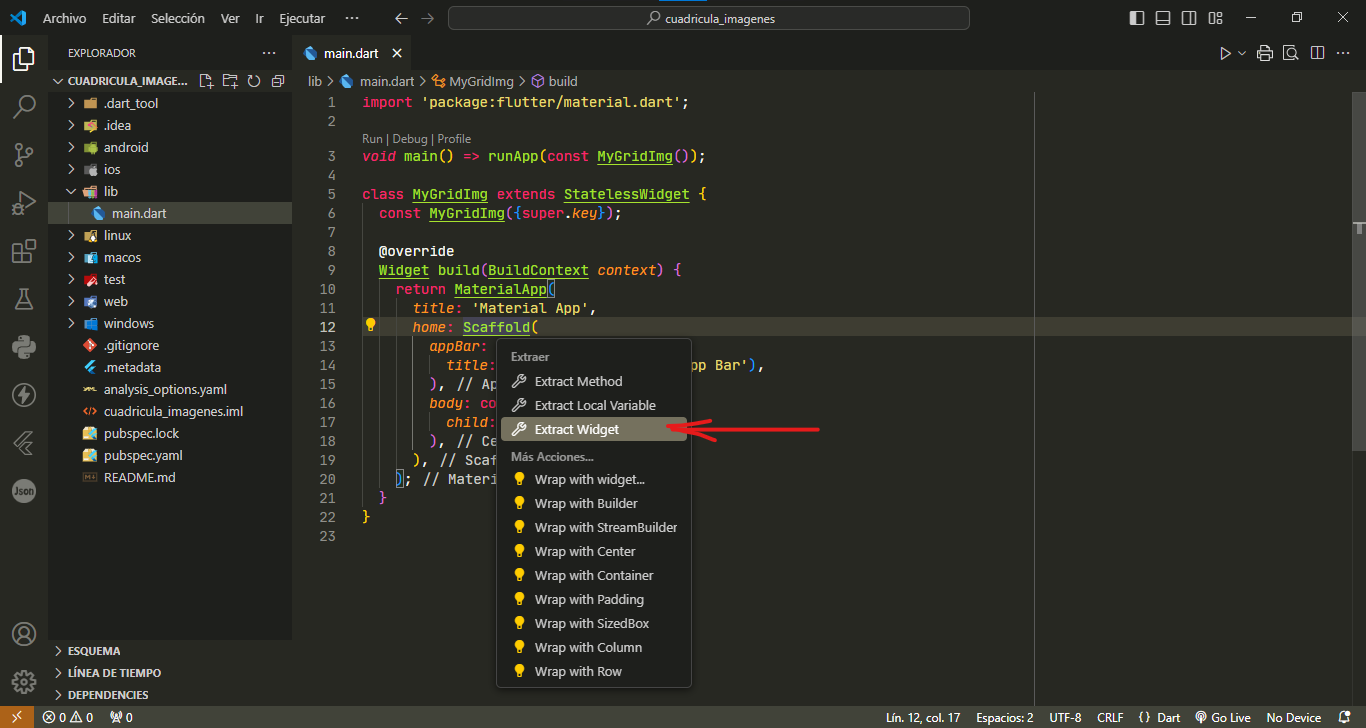 Archivo Editar Selección Ver Ir Ejecutar ··· cuadricula_imagenes
EXPLORADOR ···
CUADRICULA_IMAGE...
.dart_tool
.idea
android
ios
lib
main.dart
linux
macos
test
web
windows
.gitignore
.metadata
analysis_options.yaml
cuadricula_imagenes.iml
pubspec.lock
pubspec.yaml
README.md
ESQUEMA
LÍNEA DE TIEMPO
DEPENDENCIES
Json
main.dart
lib > main.dart > MyGridImg > build
1 import 'package:flutter/material.dart';
2
Run | Debug | Profile
3 void main() => runApp(const MyGridImg());
4
5 class MyGridImg extends StatelessWidget {
6 const MyGridImg({super.key});
7
8 @override
9 Widget build(BuildContext context) {
10 return MaterialApp(
11 title: 'Material App',
12 home: Scaffold(
13 appBar:
14 title: pp Bar'),
15 ), // Ap
16 body: co
17 child:
18 ), // Ce
19 ), // Scaf
20 ); // Materi
21 }
22 }
23
Extraer
Extract Method
Extract Local Variable
Extract Widget
Más Acciones...
Wrap with widget...
Wrap with Builder
Wrap with StreamBuilder
Wrap with Center
Wrap with Container
Wrap with Padding
Wrap with SizedBox
Wrap with Column
Wrap with Row
0 0 0 Lín. 12, col. 17 Espacios: 2 UTF-8 CRLF {} Dart Go Live No Device